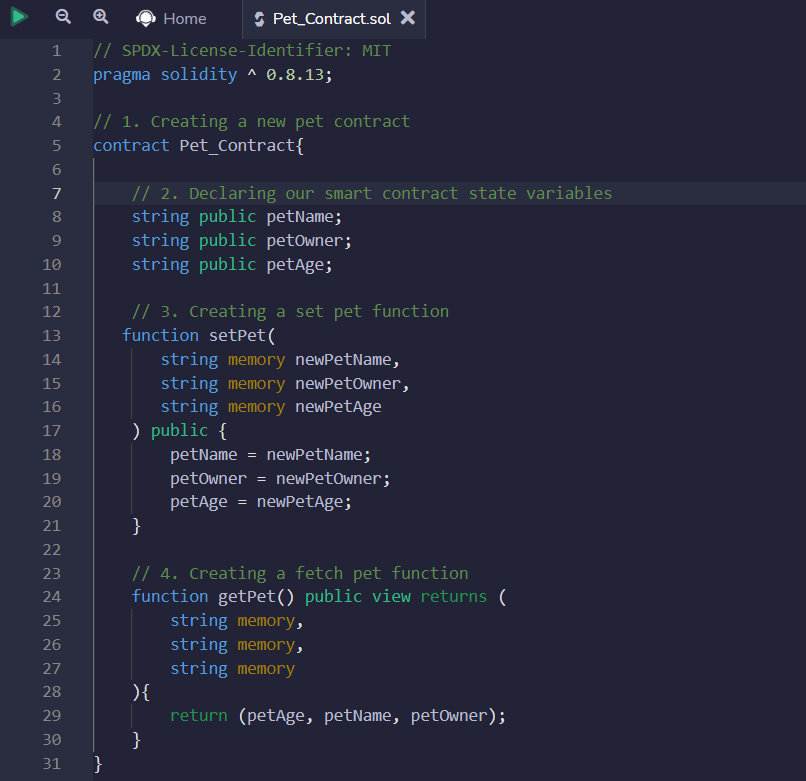 Home Pet_Contract.sol
1 // SPDX-License-Identifier: MIT
2 pragma solidity ^ 0.8.13;
3
4 // 1. Creating a new pet contract
5 contract Pet_Contract{
6
7 // 2. Declaring our smart contract state variables
8 string public petName;
9 string public petOwner;
10 string public petAge;
11
12 // 3. Creating a set pet function
13 function setPet(
14 string memory newPetName,
15 string memory newPetOwner,
16 string memory newPetAge
17 ) public {
18 petName = newPetName;
19 petOwner = newPetOwner;
20 petAge = newPetAge;
21 }
22
23 // 4. Creating a fetch pet function
24 function getPet() public view returns (
25 string memory,
26 string memory,
27 string memory
28 ){
29 return (petAge, petName, petOwner);
30 }
31 }